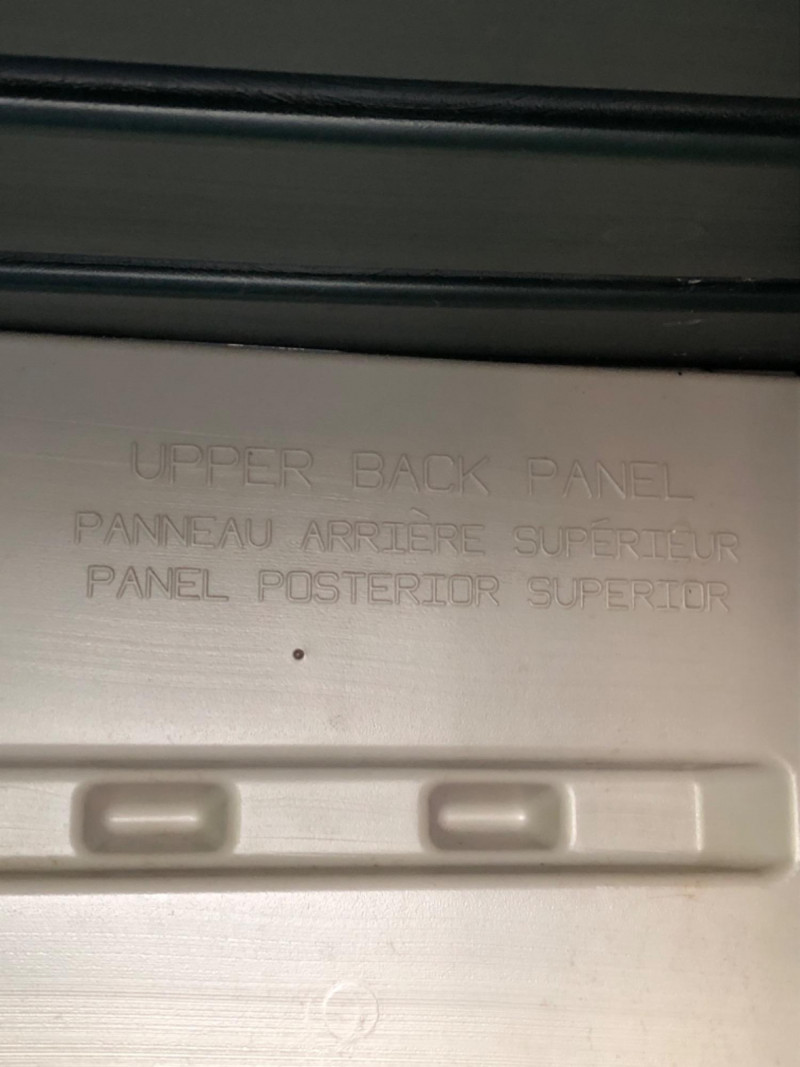 UPPER BACK PANEL
PANNEAU ARRIÈRE SUPÉRIEUR
PANEL POSTERIOR SUPERIOR